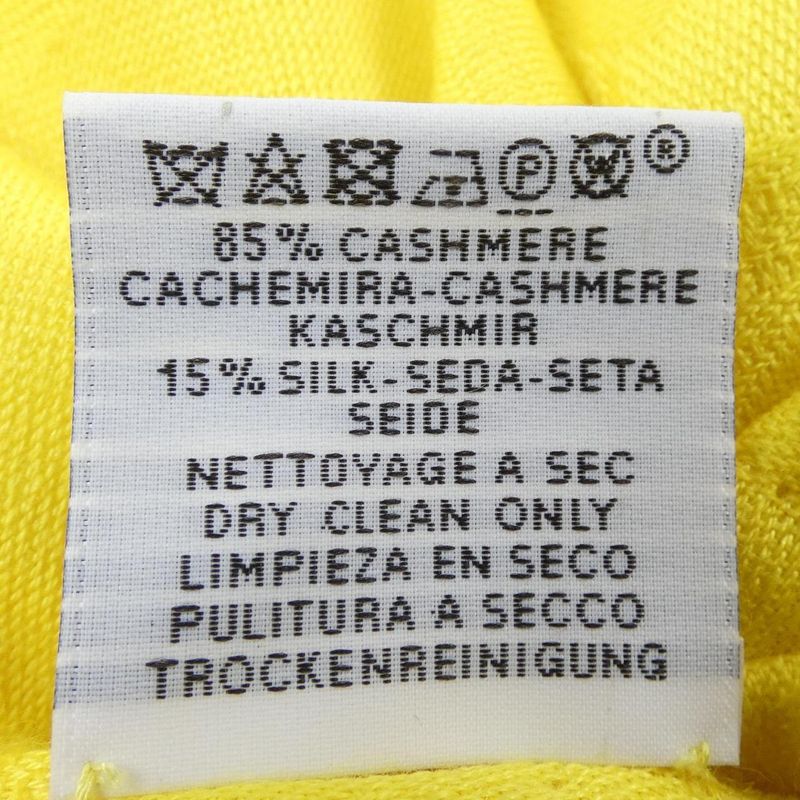 P W ®
85% CASHMERE
CACHEMIRA-CASHMERE
KASCHMIR
15% SILK-SEDA-SETA
SEIDE
NETTOYAGE A SEC
DRY CLEAN ONLY
LIMPIEZA EN SECO
PULITURA A SECCO
TROCKENREINIGUNG